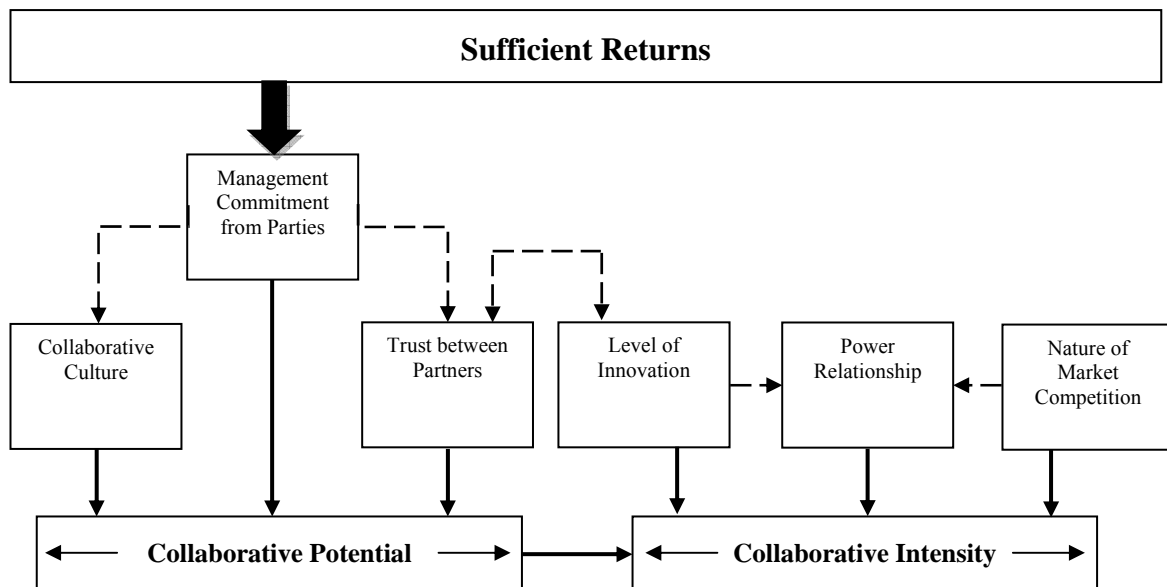 Sufficient Returns
Management
Commitment
from Parties
Collaborative
Culture
Trust between
Partners
Level of
Innovation
Power
Relationship
Nature of
Market
Competition
Collaborative Potential
Collaborative Intensity